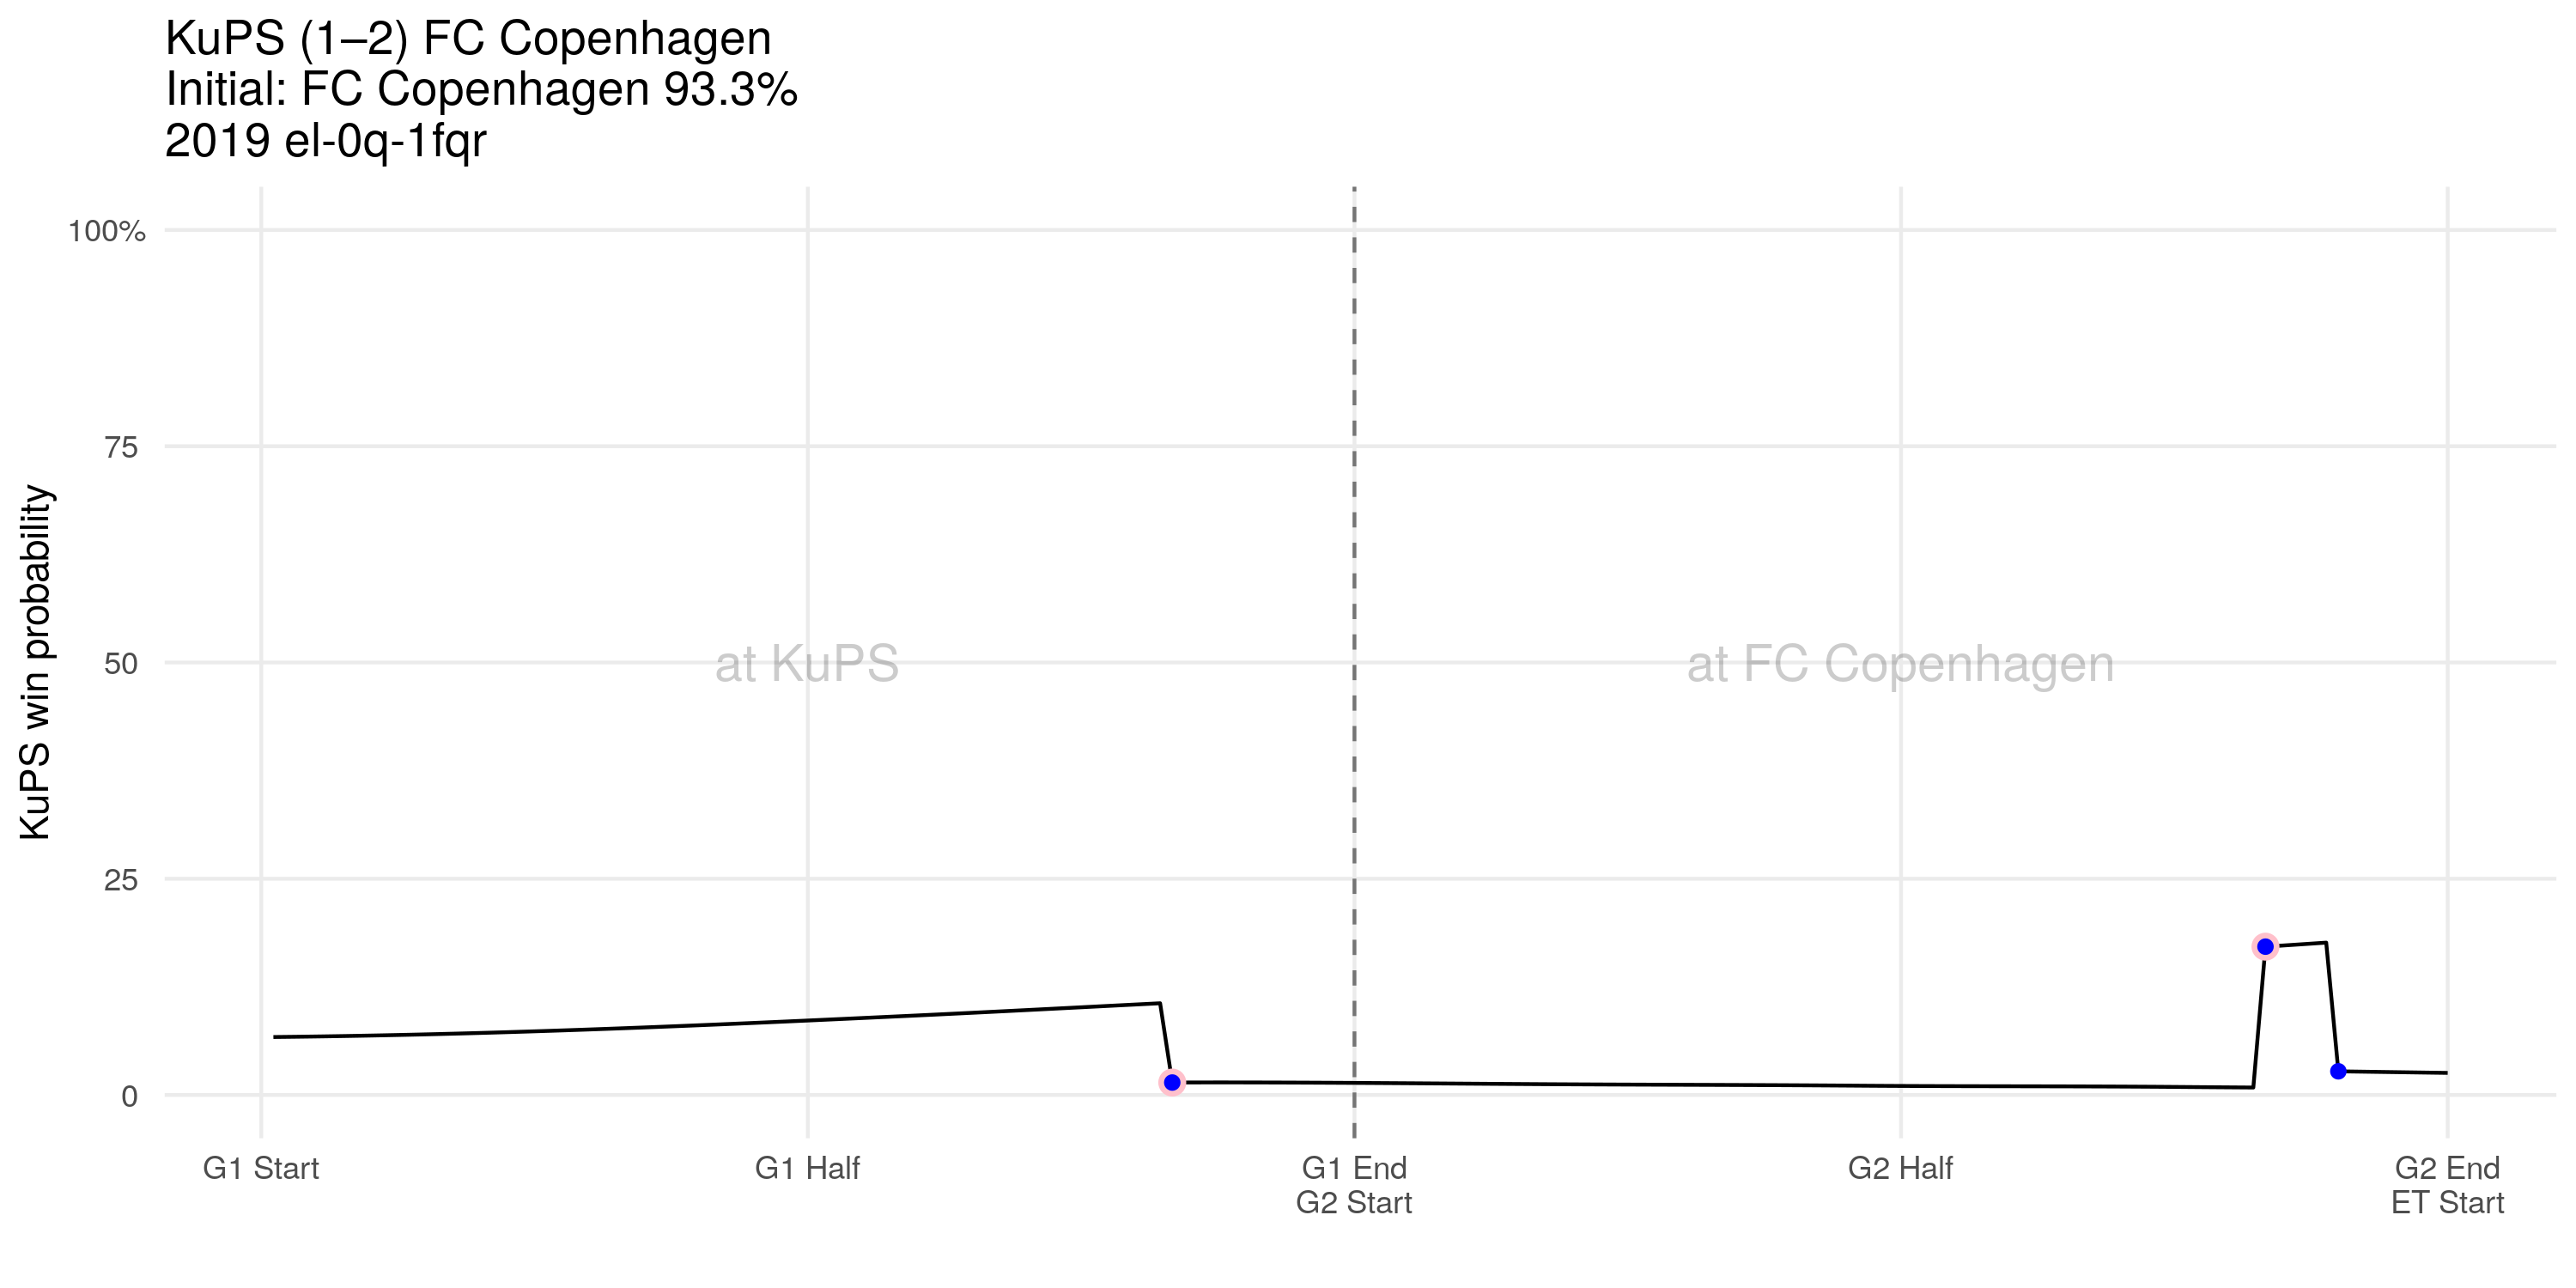 KuPS (1–2) FC Copenhagen
Initial: FC Copenhagen 93.3%
2019 el-0q-1fqr
KuPS win probability
100%
75
50
25
0
at KuPS
at FC Copenhagen
G1 Start
G1 Half
G1 End
G2 Start
G2 Half
G2 End
ET Start